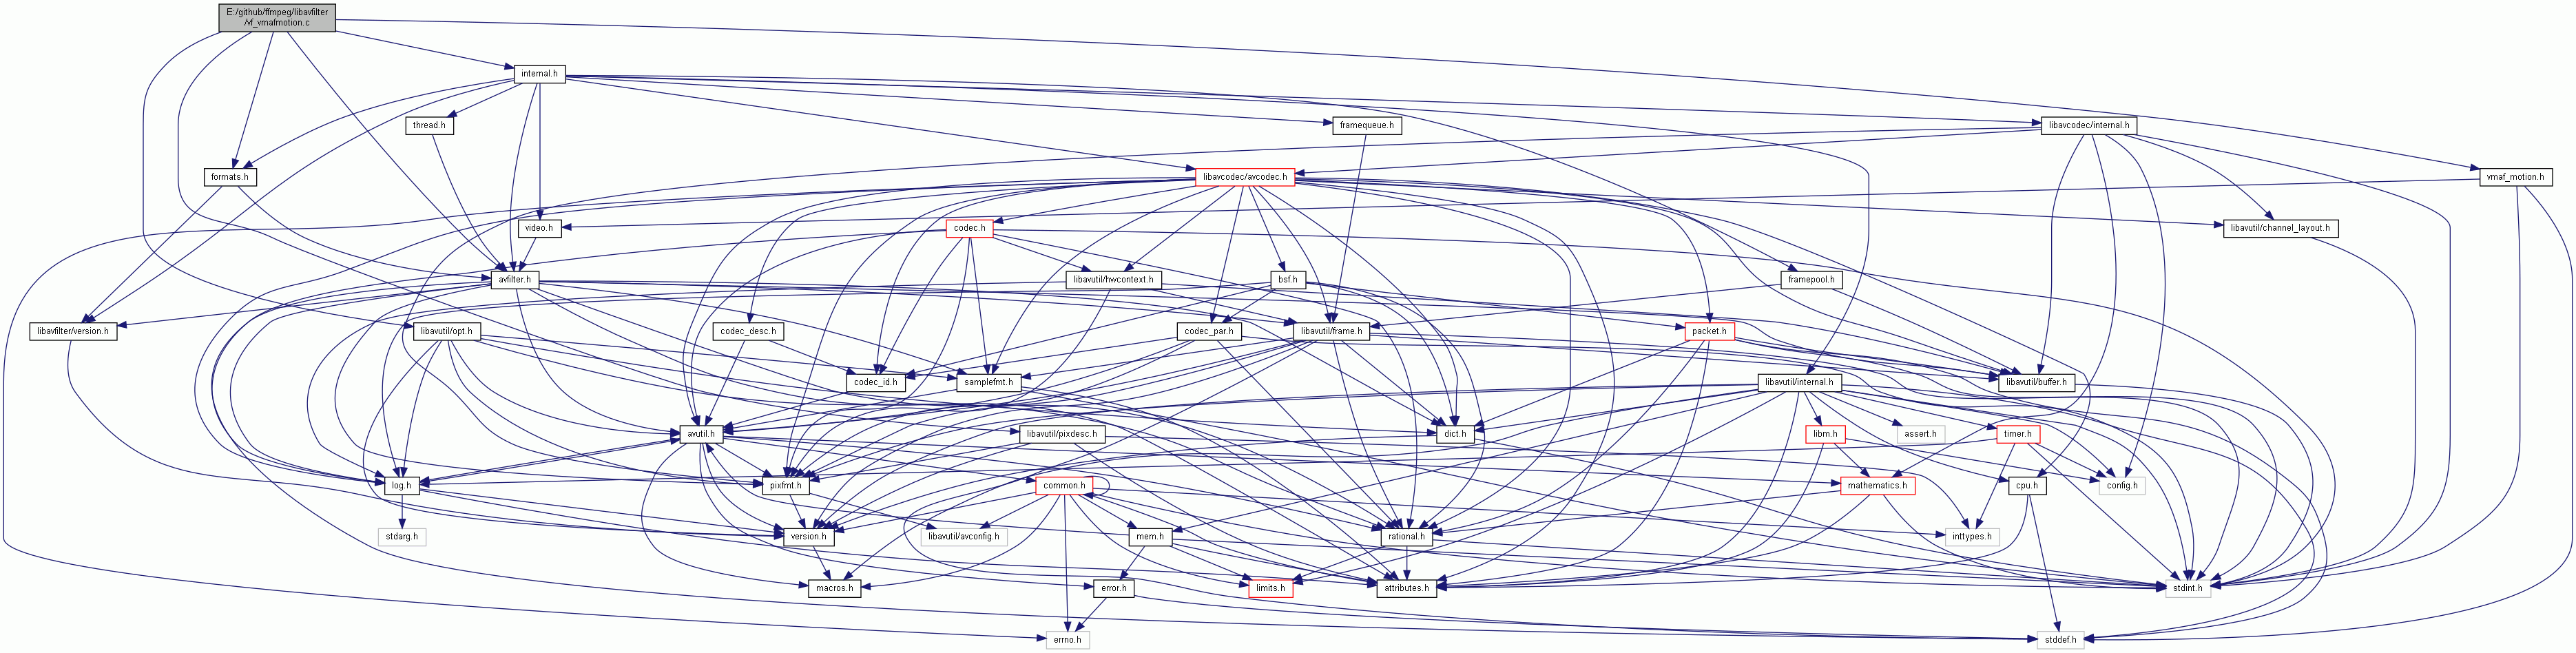 E:/github/ffmpeg/libavfilter
/vf_vmafmotion.c
internal.h
thread.h
framequeue.h
libavcodec/internal.h
formats.h
libavcodec/avcodec.h
vmaf_motion.h
video.h
codec.h
libavutil/channel_layout.h
avfilter.h
libavutil/hwcontext.h
bsf.h
framepool.h
libavfilter/version.h
libavutil/opt.h
codec_desc.h
codec_par.h
libavutil/frame.h
packet.h
codec_id.h
samplefmt.h
libavutil/internal.h
libavutil/buffer.h
avutil.h
libavutil/pixdesc.h
dict.h
libm.h
assert.h
timer.h
log.h
pixfmt.h
common.h
mathematics.h
cpu.h
config.h
stdarg.h
version.h
libavutil/avconfig.h
mem.h
rational.h
inttypes.h
macros.h
error.h
limits.h
attributes.h
stdint.h
errno.h
stddef.h